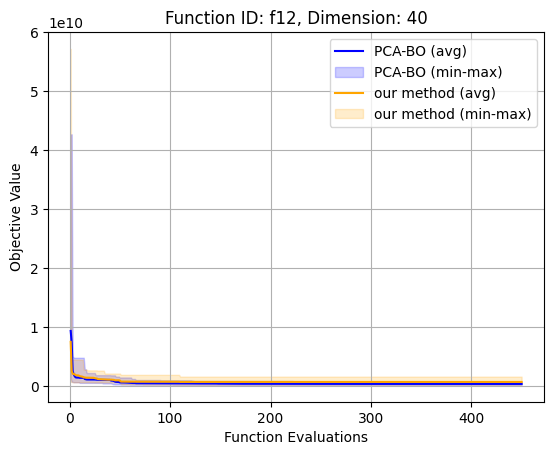 Function ID: f12, Dimension: 40
1e10
PCA-BO (avg)
PCA-BO (min-max)
our method (avg)
our method (min-max)
6
5
4
3
2
1
0
Objective Value
0 100 200 300 400
Function Evaluations